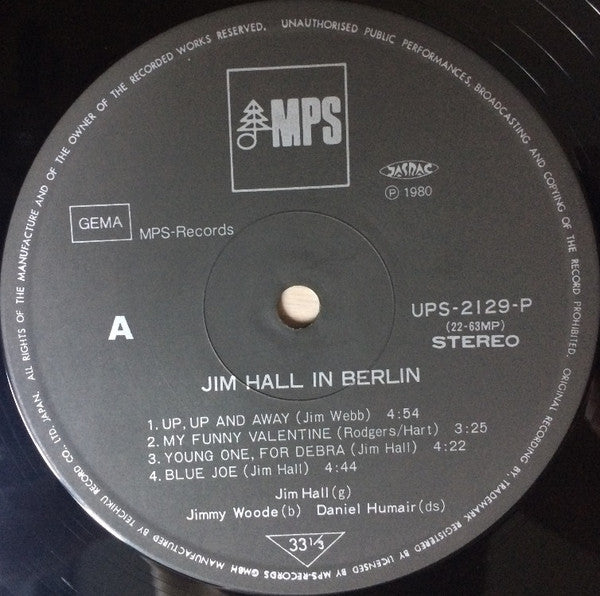 ALL RIGHTS OF THE MANUFACTURE AND OF THE OWNER OF THE RECORDED WORKS RESERVED. UNAUTHORISED PUBLIC PERFORMANCES, BROADCASTING AND COPYING OF THE RECORD PROHIBITED. ORIGINAL RECORDING BY, TRADEMARK LICENSED BY MPS-RECORDS GMBH MANUFACTURED BY TEICHIKU RECORD CO., LTD. JAPAN.
MPS
JASRAC
Ⓟ 1980
GEMA MPS-Records
UPS-2129-P
(22-63MP)
A STEREO
JIM HALL IN BERLIN
1. UP, UP AND AWAY (Jim Webb) 4:54
2. MY FUNNY VALENTINE (Rodgers/Hart) 3:25
3. YOUNG ONE, FOR DEBRA (Jim Hall) 4:22
4. BLUE JOE (Jim Hall) 4:44
Jim Hall (g)
Jimmy Woode (b) Daniel Humair (ds)
33 1/3